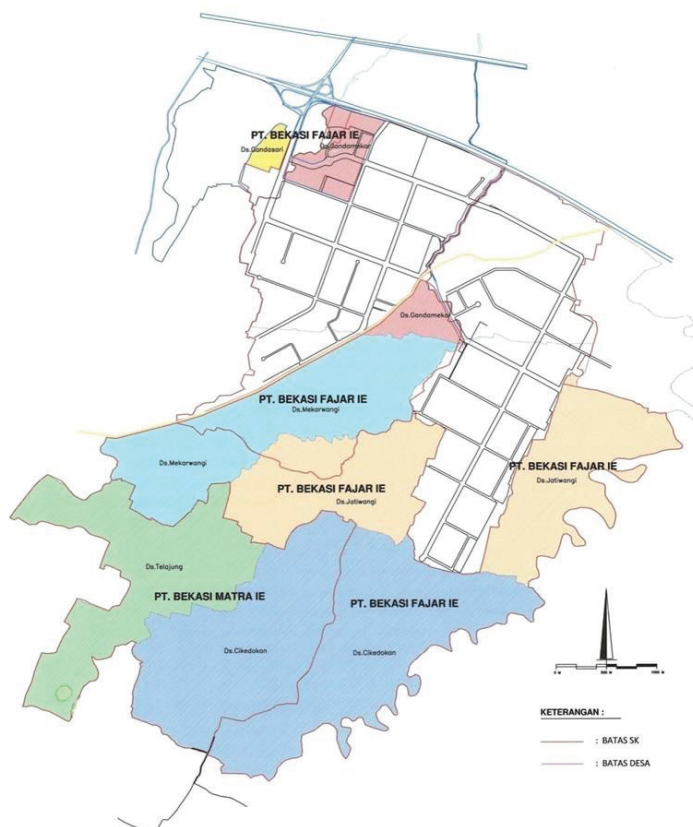 PT. BEKASI FAJAR IE
Ds.Gandasari
Ds.Gandamekar
Ds.Gandamekar
PT. BEKASI FAJAR IE
Ds.Mekarwangi
Ds.Mekarwangi
PT. BEKASI FAJAR IE
Ds.Jatiwangi
PT. BEKASI FAJAR IE
Ds.Jatiwangi
Ds.Telajung
PT. BEKASI MATRA IE
PT. BEKASI FAJAR IE
Ds.Cikedokan
Ds.Cikedokan
KETERANGAN :
: BATAS SK
: BATAS DESA